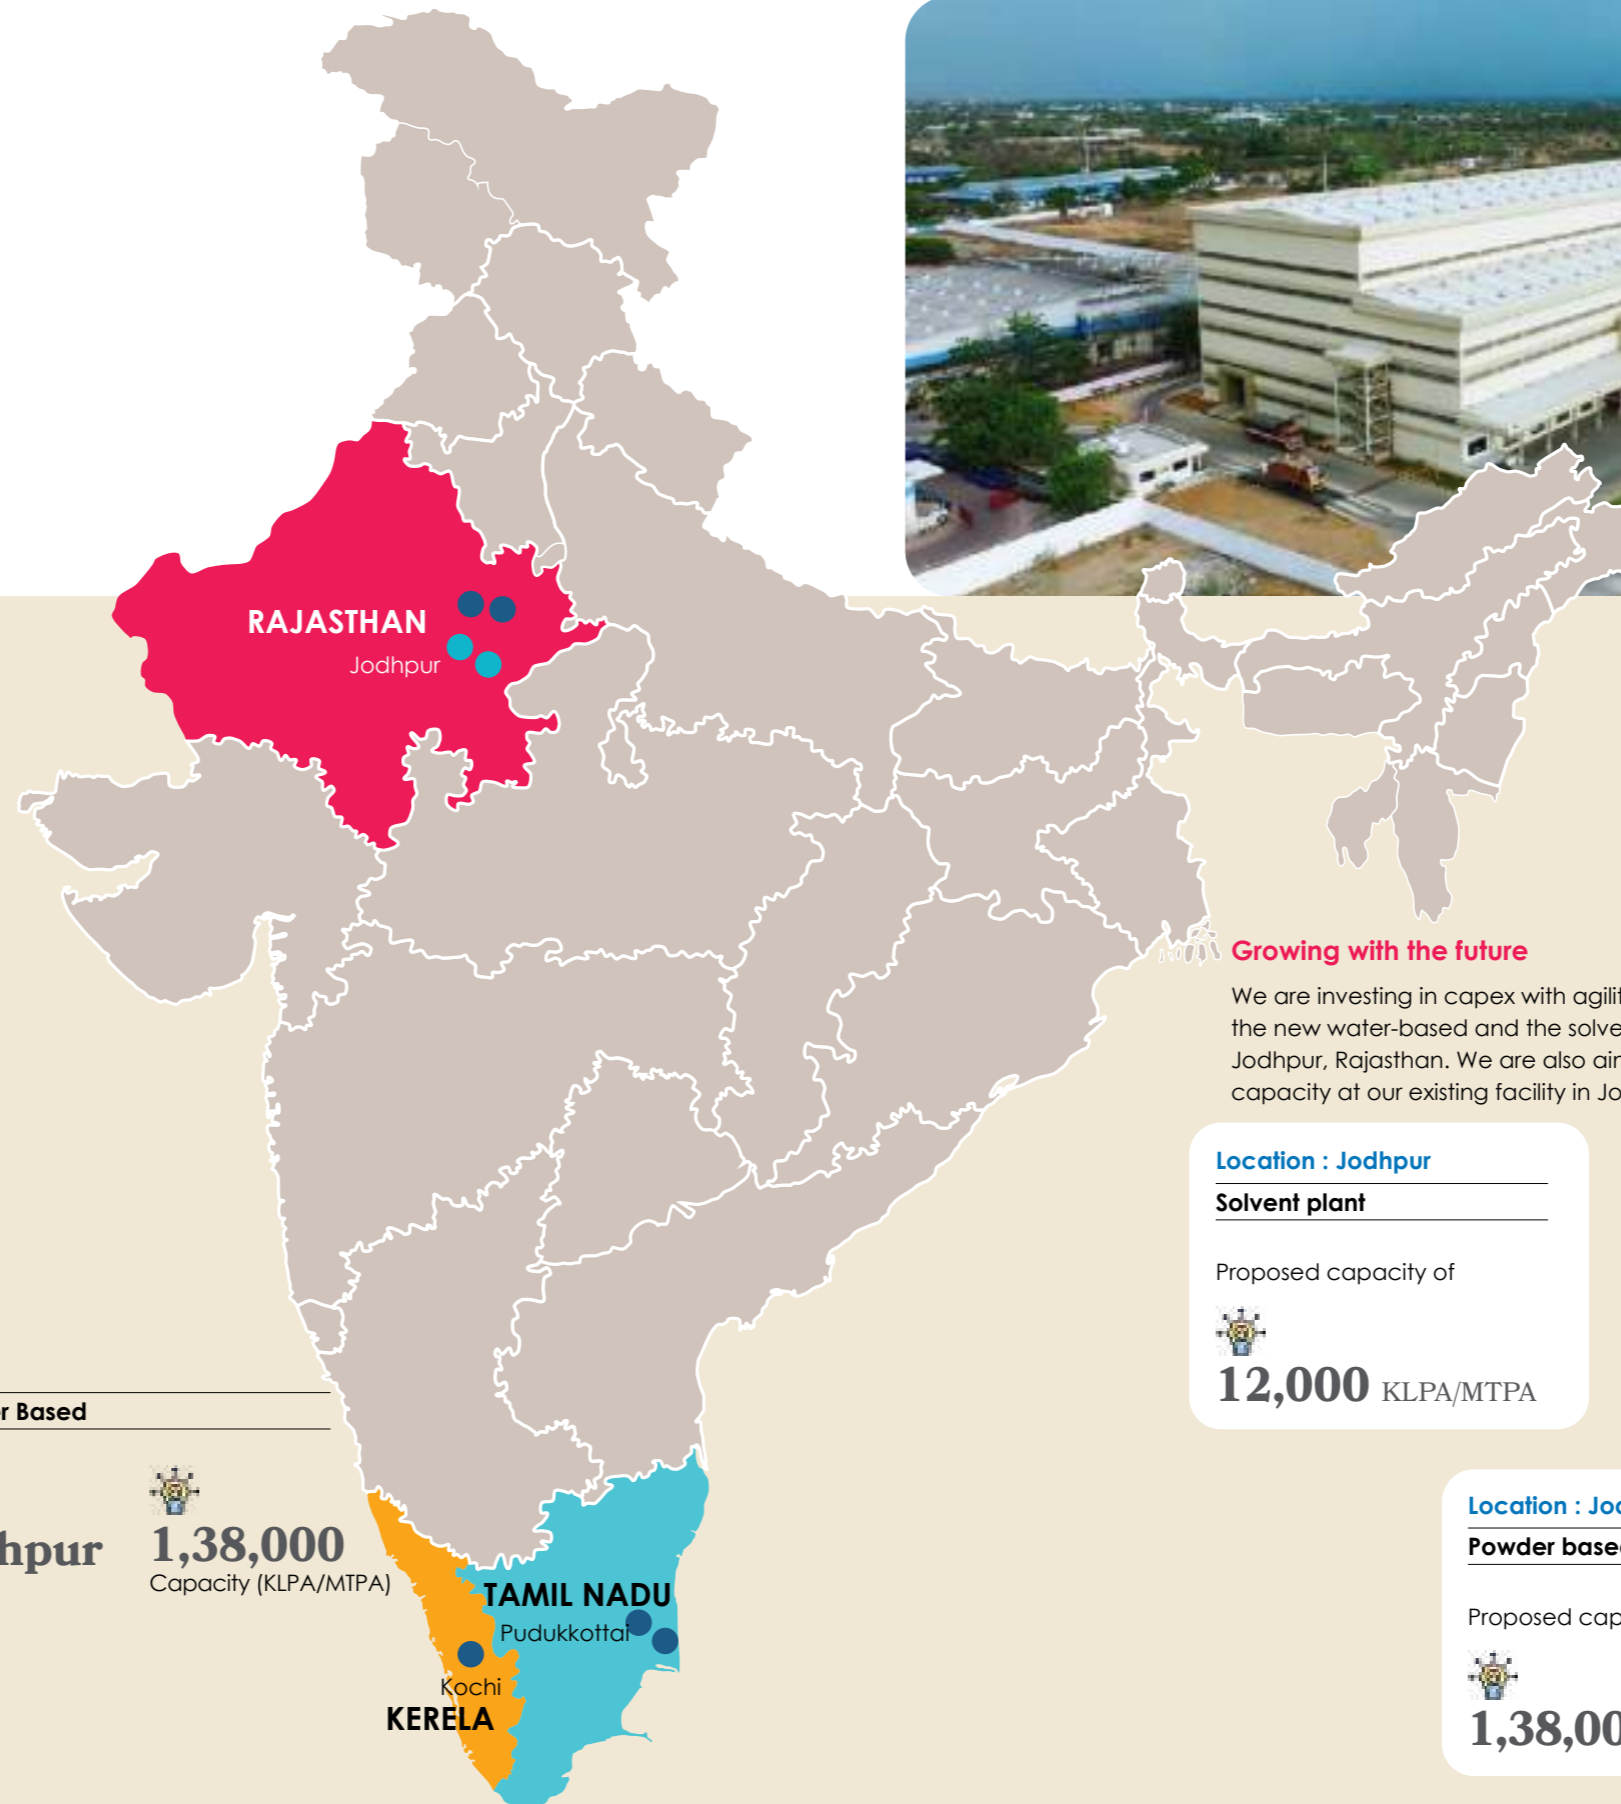 RAJASTHAN
Jodhpur
Growing with the future
We are investing in capex with agilit
the new water-based and the solve
Jodhpur, Rajasthan. We are also air
capacity at our existing facility in Jo
Location : Jodhpur
Solvent plant
Proposed capacity of
12,000 KLPA/MTPA
r Based
hpur
1,38,000
Capacity (KLPA/MTPA)
TAMIL NADU
Pudukkottai
Kochi
KERELA
Location : Jod
Powder base
Proposed cap
1,38,00